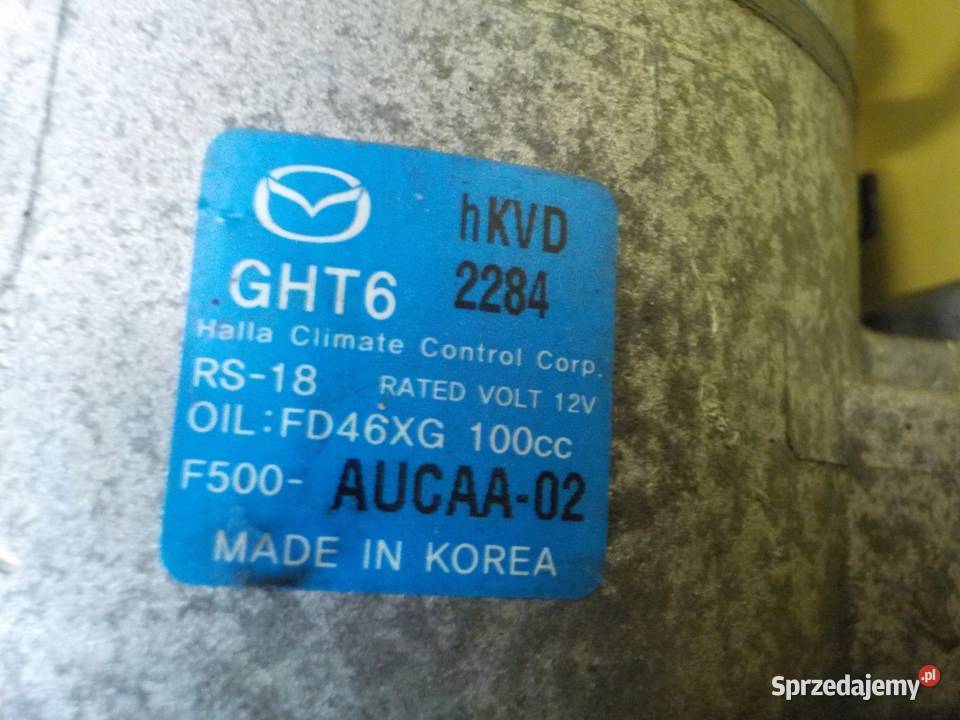 hKVD
GHT6 2284
Halla Climate Control Corp.
RS-18 RATED VOLT 12V
OIL:FD46XG 100cc
F500- AUCAA-02
MADE IN KOREA
Sprzedajemy.pl